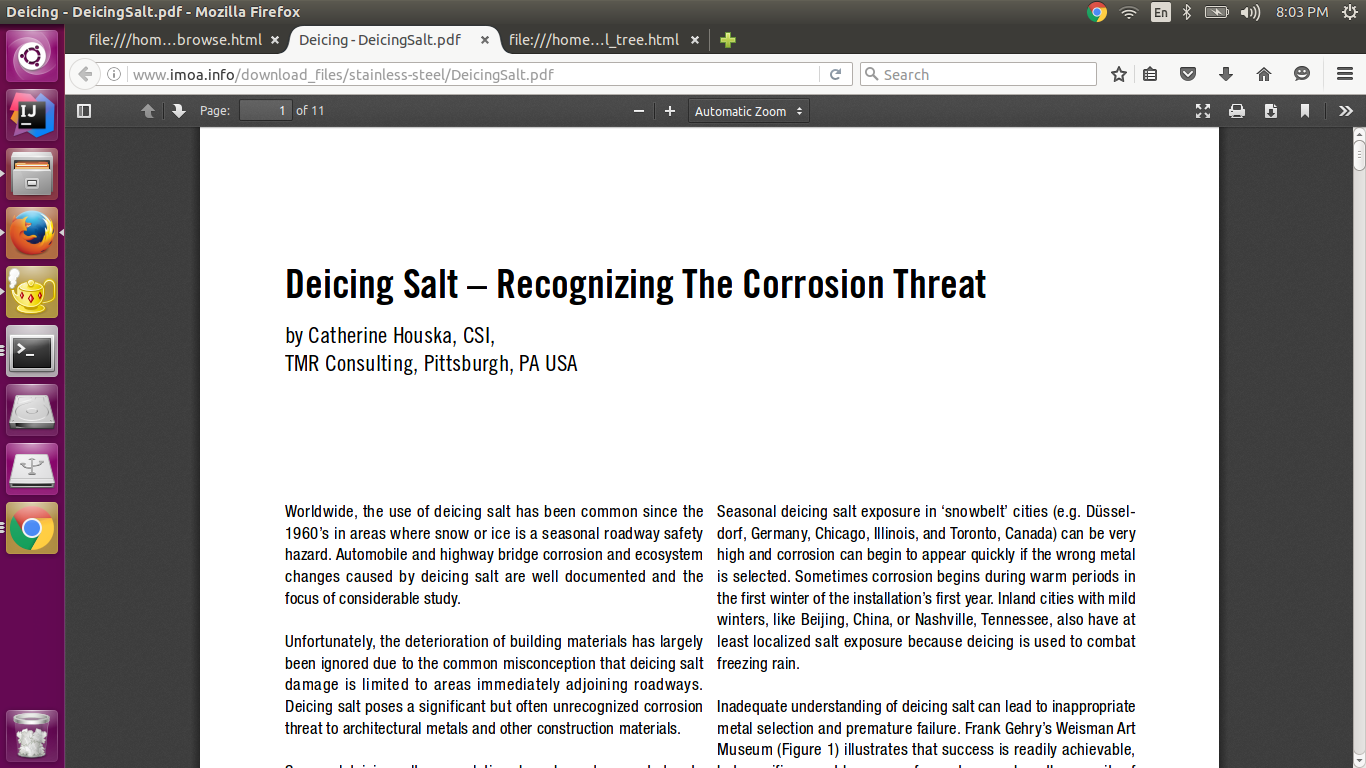 Deicing - DeicingSalt.pdf - Mozilla Firefox
En
8:03 PM
file:///hom…browse.html
Deicing - DeicingSalt.pdf
file:///home…l_tree.html
www.imoa.info/download_files/stainless-steel/DeicingSalt.pdf
Search
Page: 1 of 11
Automatic Zoom
Deicing Salt – Recognizing The Corrosion Threat
by Catherine Houska, CSI,
TMR Consulting, Pittsburgh, PA USA
Worldwide, the use of deicing salt has been common since the
1960’s in areas where snow or ice is a seasonal roadway safety
hazard. Automobile and highway bridge corrosion and ecosystem
changes caused by deicing salt are well documented and the
focus of considerable study.
Unfortunately, the deterioration of building materials has largely
been ignored due to the common misconception that deicing salt
damage is limited to areas immediately adjoining roadways.
Deicing salt poses a significant but often unrecognized corrosion
threat to architectural metals and other construction materials.
Seasonal deicing salt exposure in ‘snowbelt’ cities (e.g. Düssel-
dorf, Germany, Chicago, Illinois, and Toronto, Canada) can be very
high and corrosion can begin to appear quickly if the wrong metal
is selected. Sometimes corrosion begins during warm periods in
the first winter of the installation’s first year. Inland cities with mild
winters, like Beijing, China, or Nashville, Tennessee, also have at
least localized salt exposure because deicing is used to combat
freezing rain.
Inadequate understanding of deicing salt can lead to inappropriate
metal selection and premature failure. Frank Gehry’s Weisman Art
Museum (Figure 1) illustrates that success is readily achievable,